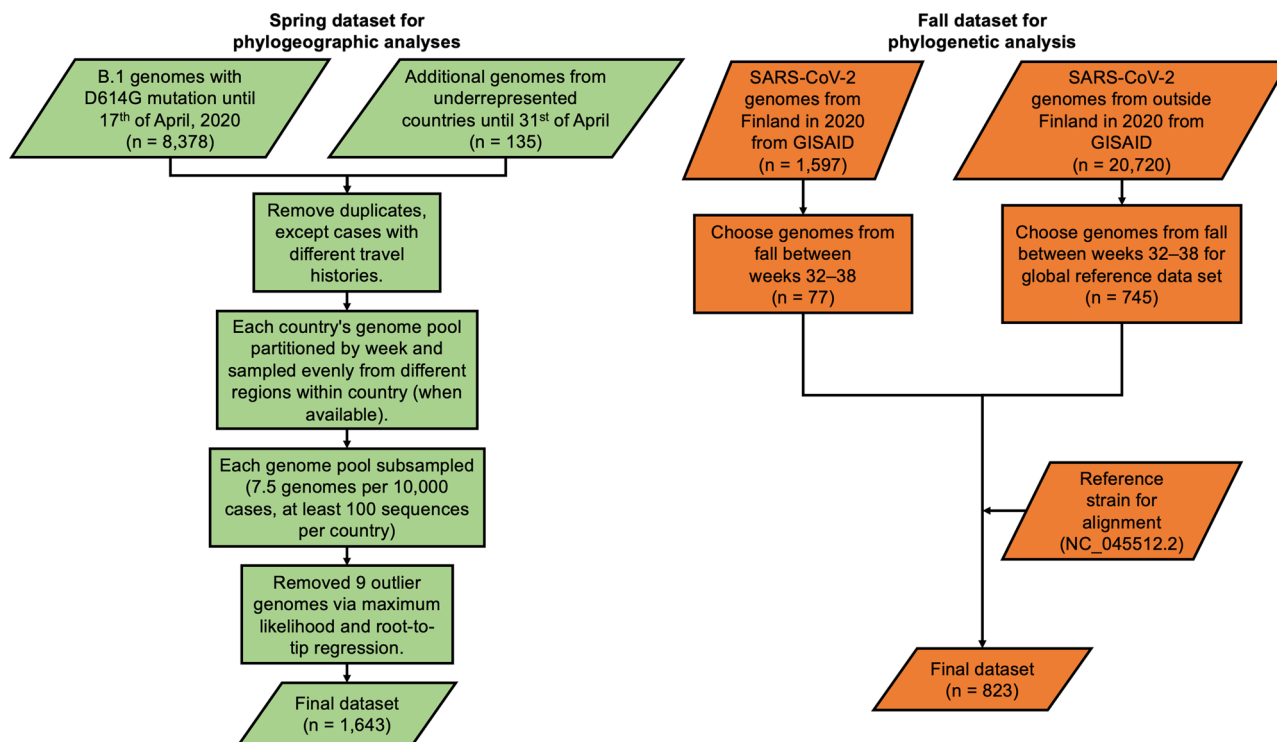 Spring dataset for
phylogeographic analyses
B.1 genomes with
D614G mutation until
17th of April, 2020
(n = 8,378)
Additional genomes from
underrepresented
countries until 31st of April
(n = 135)
Remove duplicates,
except cases with
different travel
histories.
Each country's genome pool
partitioned by week and
sampled evenly from different
regions within country (when
available).
Each genome pool subsampled
(7.5 genomes per 10,000
cases, at least 100 sequences
per country)
Removed 9 outlier
genomes via maximum
likelihood and root-to-
tip regression.
Final dataset
(n = 1,643)
Fall dataset for
phylogenetic analysis
SARS-CoV-2
genomes from
Finland in 2020
from GISAID
(n = 1,597)
SARS-CoV-2
genomes from outside
Finland in 2020 from
GISAID
(n = 20,720)
Choose genomes from
fall between
weeks 32–38
(n = 77)
Choose genomes from fall
between weeks 32–38 for
global reference data set
(n = 745)
Reference
strain for
alignment
(NC_045512.2)
Final dataset
(n = 823)